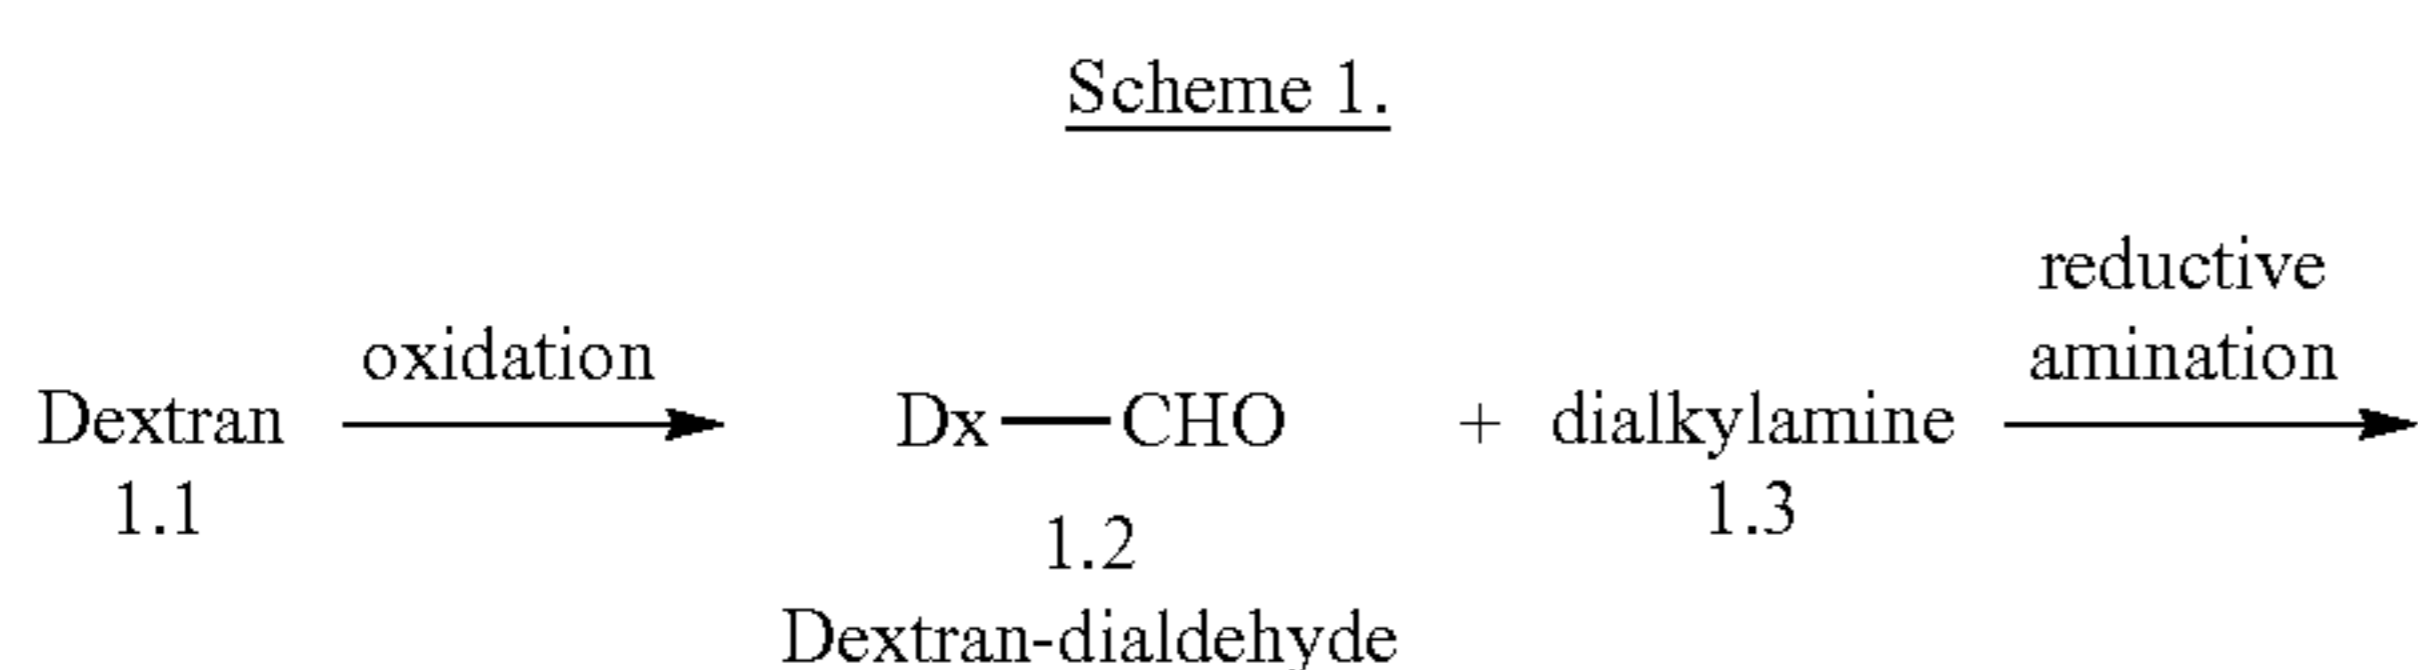 Scheme 1.
reductive
oxidation amination
Dextran Dx—CHO + dialkylamine
1.1 1.2 1.3
Dextran-dialdehyde